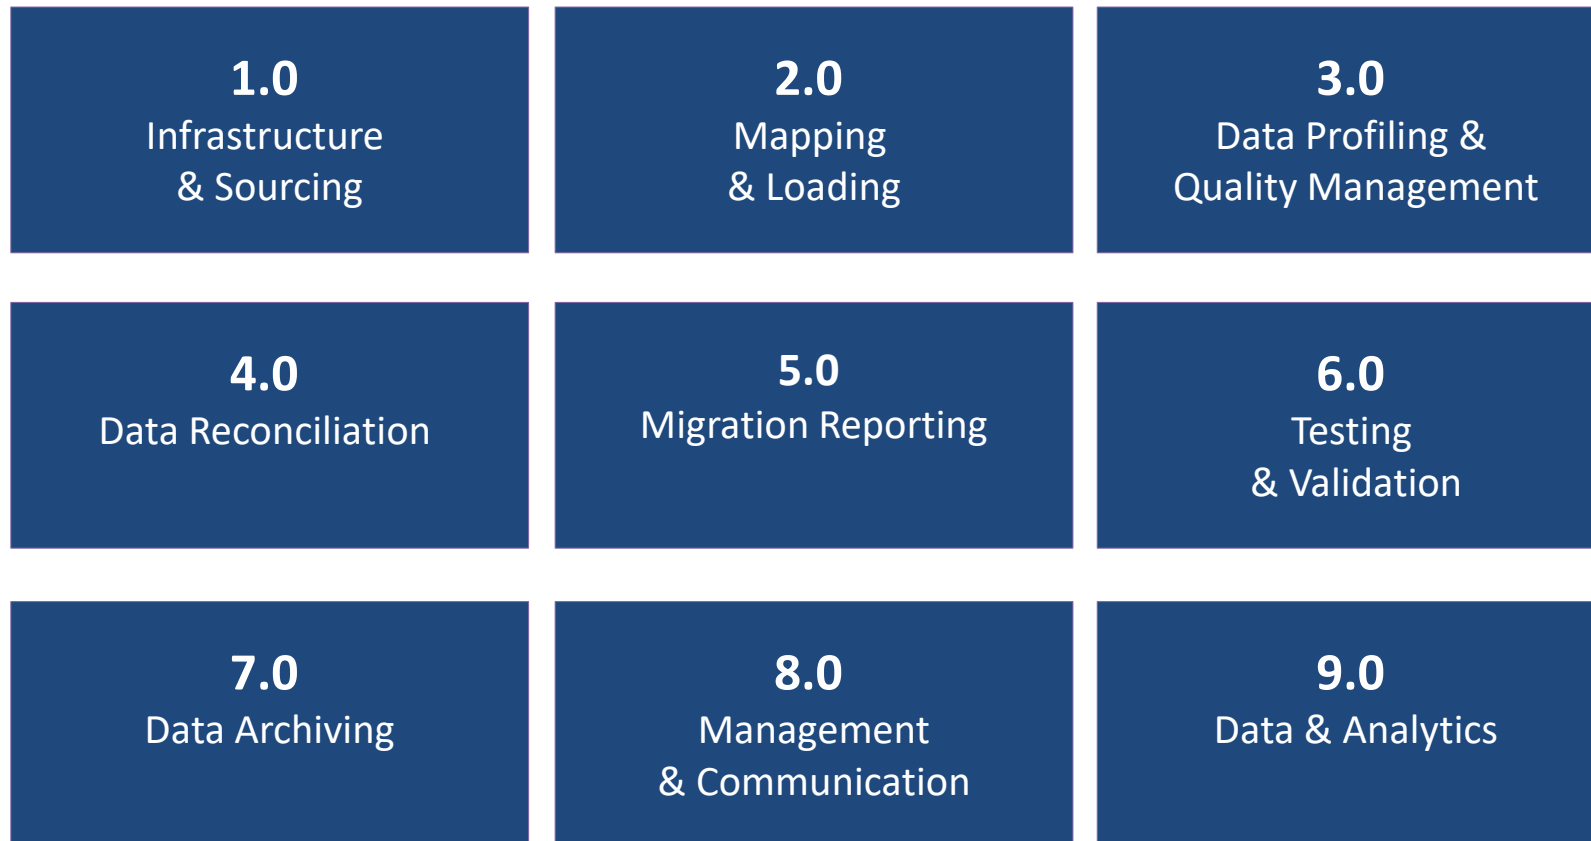 1.0
Infrastructure
& Sourcing
2.0
Mapping
& Loading
3.0
Data Profiling &
Quality Management
4.0
Data Reconciliation
5.0
Migration Reporting
6.0
Testing
& Validation
7.0
Data Archiving
8.0
Management
& Communication
9.0
Data & Analytics